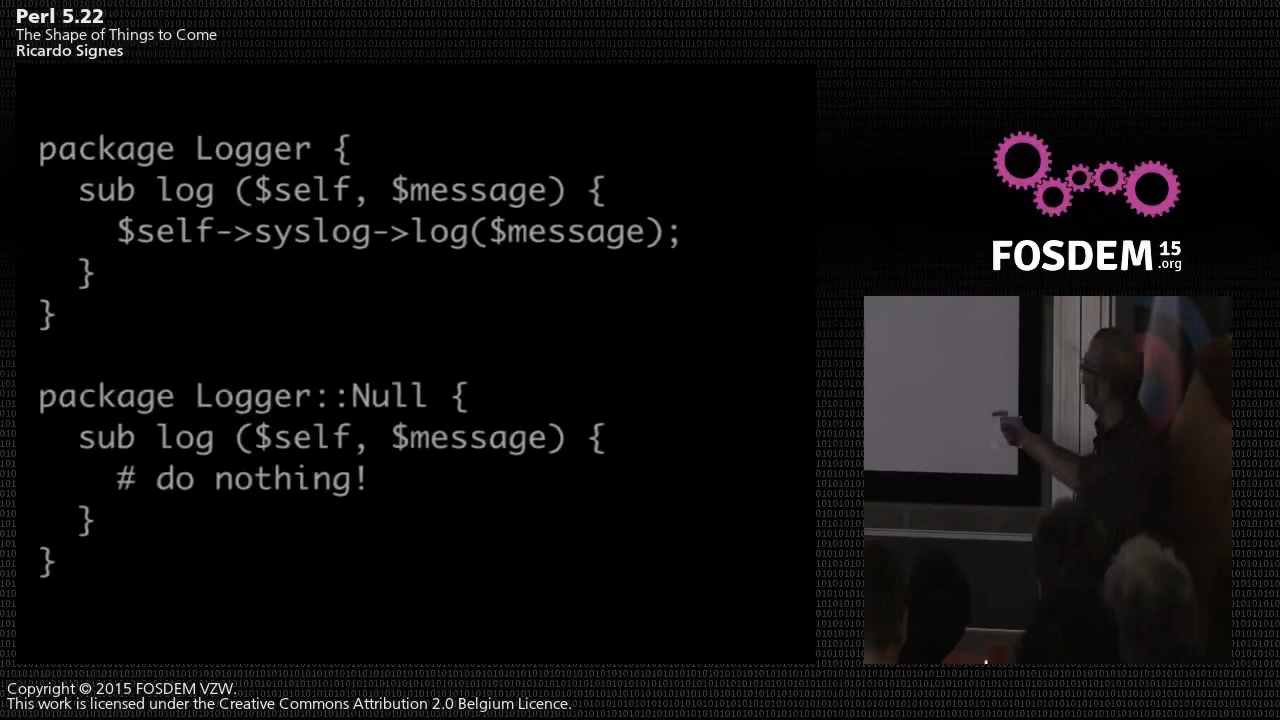 Perl 5.22
The Shape of Things to Come
Ricardo Signes
package Logger {
  sub log ($self, $message) {
    $self->syslog->log($message);
  }
}
package Logger::Null {
  sub log ($self, $message) {
    # do nothing!
  }
}
FOSDEM 15 .org
Copyright © 2015 FOSDEM VZW.
This work is licensed under the Creative Commons Attribution 2.0 Belgium Licence.